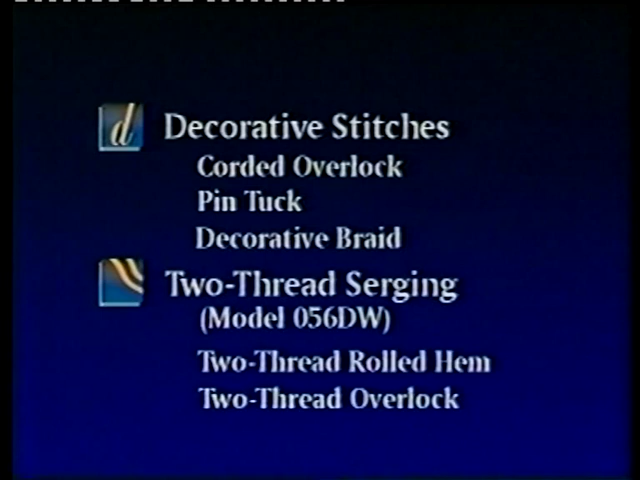 d Decorative Stitches
Corded Overlock
Pin Tuck
Decorative Braid
Two-Thread Serging
(Model 056DW)
Two-Thread Rolled Hem
Two-Thread Overlock